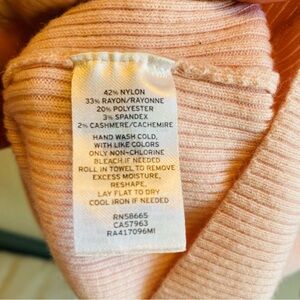 42% NYLON
33% RAYON/RAYONNE
20% POLYESTER
3% SPANDEX
2% CASHMERE/CACHEMIRE
HAND WASH COLD,
WITH LIKE COLORS
ONLY NON-CHLORINE
BLEACH IF NEEDED
ROLL IN TOWEL TO REMOVE
EXCESS MOISTURE,
RESHAPE,
LAY FLAT TO DRY
COOL IRON IF NEEDED
RN58665
CA57963
RA417096MI